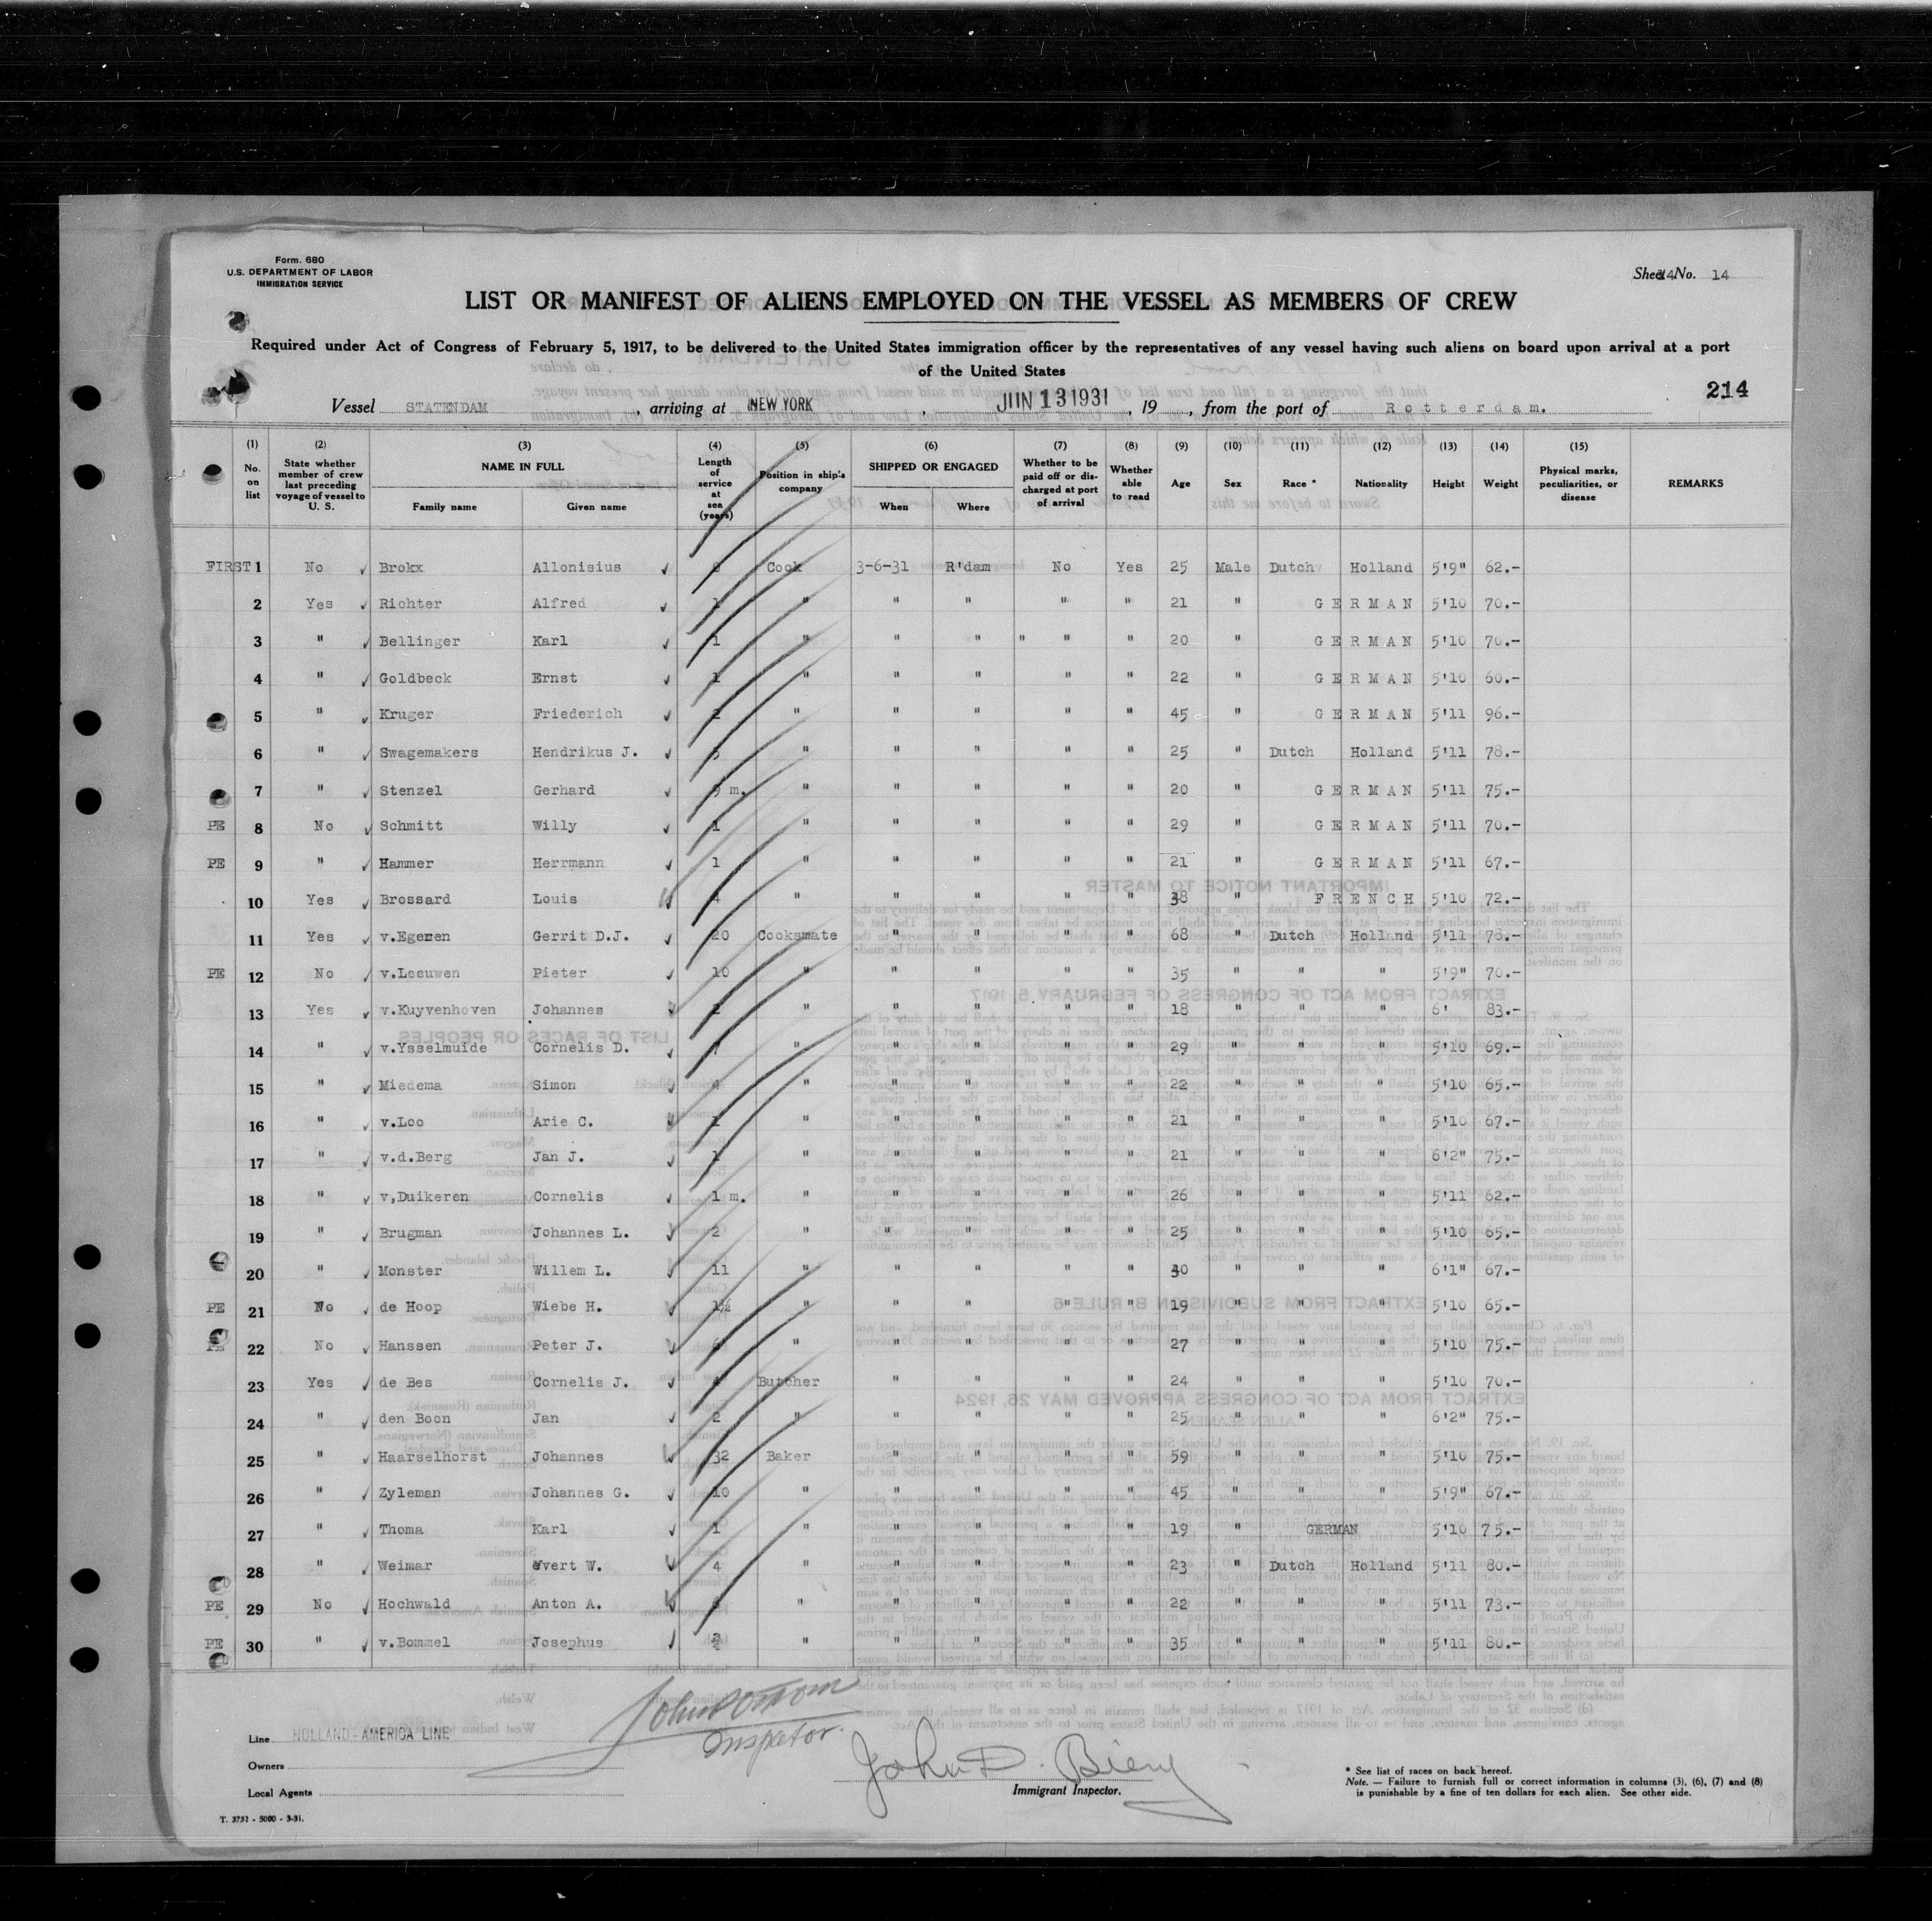 Form. 680
U.S. DEPARTMENT OF LABOR
IMMIGRATION SERVICE
Sheet No. 14
LIST OR MANIFEST OF ALIENS EMPLOYED ON THE VESSEL AS MEMBERS OF CREW
Required under Act of Congress of February 5, 1917, to be delivered to the United States immigration officer by the representatives of any vessel having such aliens on board upon arrival at a port
of the United States
214
Vessel STATENDAM, arriving at NEW YORK, JUN 13 1931, 19, from the port of Rotterdam.
(1) No. on list (2) State whether member of crew last preceding voyage of vessel to U. S. (3) NAME IN FULL Family name Given name (4) Length of service at sea (years) (5) Position in ship's company (6) SHIPPED OR ENGAGED When Where (7) Whether to be paid off or discharged at port of arrival (8) Whether able to read (9) Age (10) Sex (11) Race * (12) Nationality (13) Height (14) Weight (15) Physical marks, peculiarities, or disease REMARKS
FIRST 1 No Brokx Allonisius Cook 3-6-31 R'dam No Yes 25 Male Dutch Holland 5'9" 62.-
2 Yes Richter Alfred 1 " " " " " 21 " GERMAN 5'10 70.-
3 " Bellinger Karl 1 " " " " " " 20 " GERMAN 5'10 70.-
4 " Goldbeck Ernst 1 " " " " " 22 " GERMAN 5'10 60.-
5 " Kruger Friederich 2 " " " " " 45 " GERMAN 5'11 96.-
6 " Swagemakers Hendrikus J. 5 " " " " " 25 " Dutch Holland 5'11 78.-
7 " Stenzel Gerhard 9 m. " " " " " 20 " GERMAN 5'11 75.-
PE 8 No Schmitt Willy 1 " " " " " 29 " GERMAN 5'11 70.-
PE 9 " Hammer Herrmann 1 " " " " " 21 " GERMAN 5'11 67.-
10 Yes Brossard Louis 4 " " " " " 38 " FRENCH 5'10 72.-
11 Yes v.Egeren Gerrit D.J. 20 Cooksmate " " " " 68 " Dutch Holland 5'11 73.-
PE 12 No v.Leeuwen Pieter 10 " " " " " 35 " " " 5'9" 70.-
13 Yes v.Kuyvenhoven Johannes 2 " " " " " 18 " " " 6' 83.-
14 " v.Ysselmuide Cornelis D. 7 " " " " " 29 " " " 5'10 69.-
15 " Miedema Simon 4 " " " " " 22 " " " 5'10 65.-
16 " v.Loo Arie C. 1 " " " " " 21 " " " 5'10 67.-
17 " v.d.Berg Jan J. 1 " " " " " 21 " " " 6'2" 75.-
18 " v,Duikeren Cornelis 1 m. " " " " " 26 " " " 5'11 62.-
19 " Brugman Johannes L. 2 " " " " " 25 " " " 5'10 65.-
20 " Monster Willem L. 11 " " " " " 30 " " " 6'1" 67.-
PE 21 No de Hoop Wiebe H. 1½ " " " " " 19 " " " 5'10 65.-
PE 22 No Hanssen Peter J. 6 " " " " " 27 " " " 5'10 75.-
23 Yes de Bes Cornelis J. 4 Butcher " " " " 24 " " " 5'10 70.-
24 " den Boon Jan 2 " " " " " 25 " " " 6'2" 75.-
25 " Haarselhorst Johannes 32 Baker " " " " 59 " " " 5'10 75.-
26 " Zyleman Johannes G. 10 " " " " " 45 " " " 5'9" 67.-
27 " Thoma Karl 1 " " " " " 19 " GERMAN 5'10 75.-
28 " Weimar evert W. 4 " " " " " 23 " Dutch Holland 5'11 80.-
PE 29 No Hochwald Anton A. " " " " " 22 " " " 5'11 73.-
PE 30 " v.Bommel Josephus " " " " " 35 " " " 5'11 80.-
Line HOLLAND-AMERICA LINE
Owners
Local Agents
Inspector.
John D. Biery
Immigrant Inspector.
* See list of races on back hereof.
Note. — Failure to furnish full or correct information in columns (3), (6), (7) and (8)
is punishable by a fine of ten dollars for each alien. See other side.
T. 3732 - 5000 - 3-31.